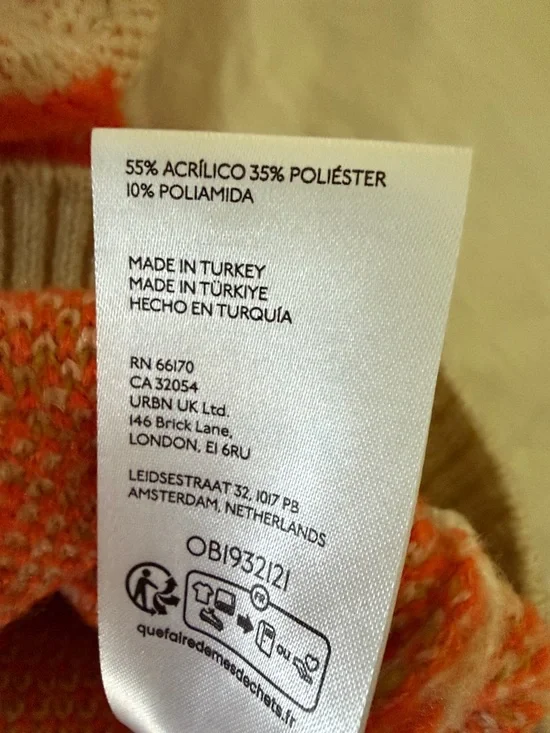 55% ACRÍLICO 35% POLIÉSTER
10% POLIAMIDA
MADE IN TURKEY
MADE IN TÜRKIYE
HECHO EN TURQUÍA
RN 66170
CA 32054
URBN UK Ltd.
146 Brick Lane,
LONDON, E1 6RU
LEIDSESTRAAT 32, 1017 PB
AMSTERDAM, NETHERLANDS
OB1932121
FR
ou
quefairedemesdechets.fr